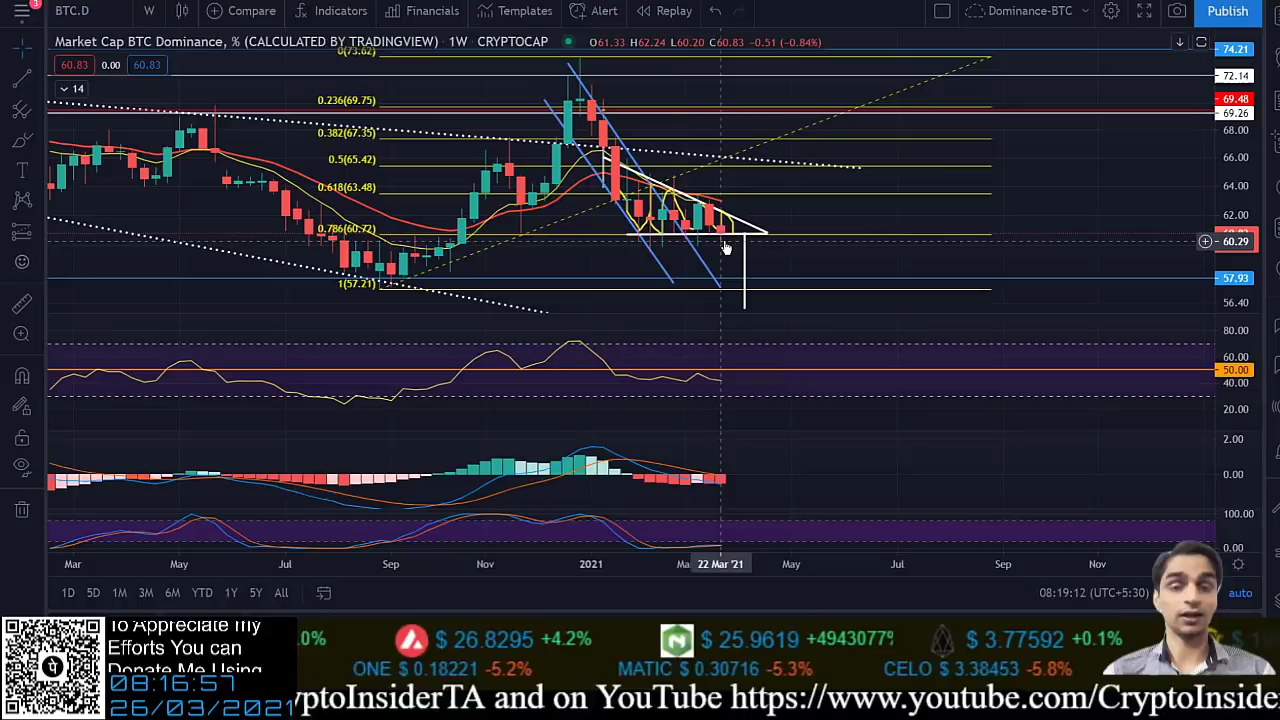 3
BTC.D
W
Compare
Indicators
Financials
Templates
Alert
Replay
Dominance-BTC
Publish
Market Cap BTC Dominance, % (CALCULATED BY TRADINGVIEW) · 1W · CRYPTOCAP
O61.33 H62.24 L60.20 C60.83 -0.51 (-0.84%)
60.83 0.00 60.83
14
0(73.62)
0.236(69.75)
0.382(67.35)
0.5(65.42)
0.618(63.48)
0.786(60.72)
1(57.21)
74.21
72.14
69.48
69.26
68.00
66.00
64.00
62.00
60.29
57.93
56.40
80.00
60.00
50.00
40.00
20.00
2.00
0.00
100.00
0.00
Mar May Jul Sep Nov 2021 22 Mar '21 May Jul Sep Nov
1D 5D 1M 3M 6M YTD 1Y 5Y All
08:19:12 (UTC+5:30)
auto
To Appreciate my
Efforts You can
Donate Me Using
08:16:57
26/03/2021
.0%
$ 26.8295 +4.2%
$ 25.9619 +4943077%
$ 3.77592 +0.1%
ONE $ 0.18221 -5.2%
MATIC $ 0.30716 -5.3%
CELO $ 3.38453 -5.8%
ryptoInsiderTA and on YouTube https://www.youtube.com/CryptoInside